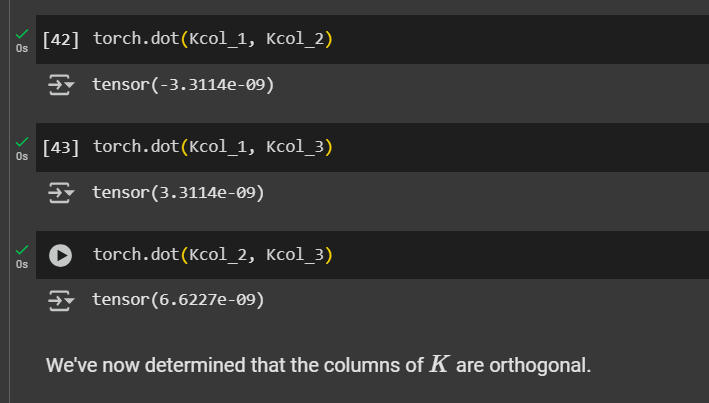 0s [42] torch.dot(Kcol_1, Kcol_2)
tensor(-3.3114e-09)
0s [43] torch.dot(Kcol_1, Kcol_3)
tensor(3.3114e-09)
0s torch.dot(Kcol_2, Kcol_3)
tensor(6.6227e-09)
We've now determined that the columns of K are orthogonal.